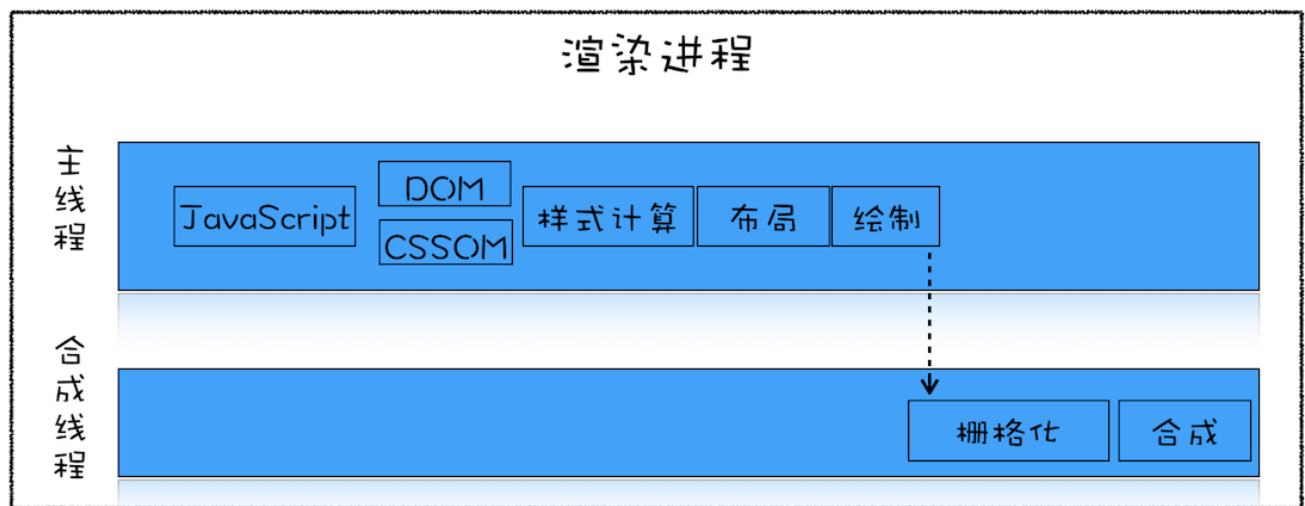 渲染进程
主线程
JavaScript
DOM
CSSOM
样式计算
布局
绘制
合成线程
栅格化
合成